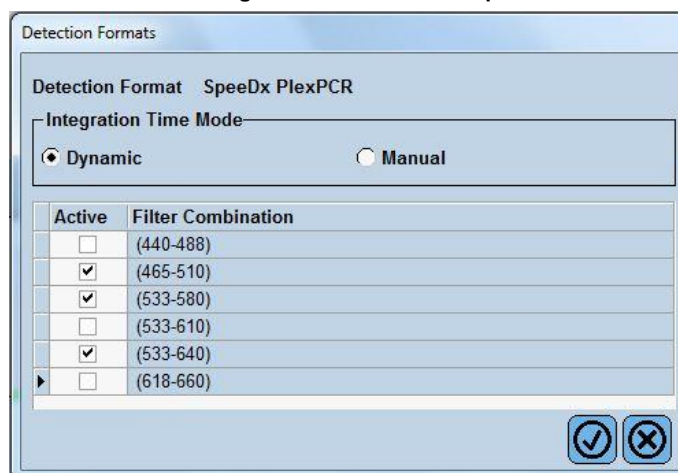 Detection Formats
Detection Format SpeeDx PlexPCR
Integration Time Mode
Dynamic Manual
Active Filter Combination
(440-488)
(465-510)
(533-580)
(533-610)
(533-640)
(618-660)